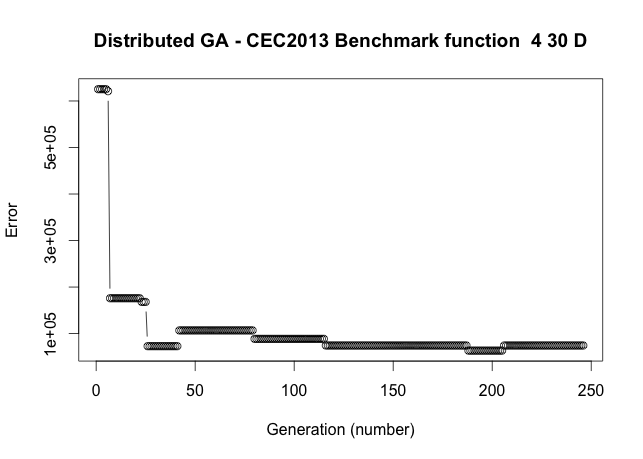 Distributed GA - CEC2013 Benchmark function  4 30 D
Error
5e+05
3e+05
1e+05
0
50
100
150
200
250
Generation (number)